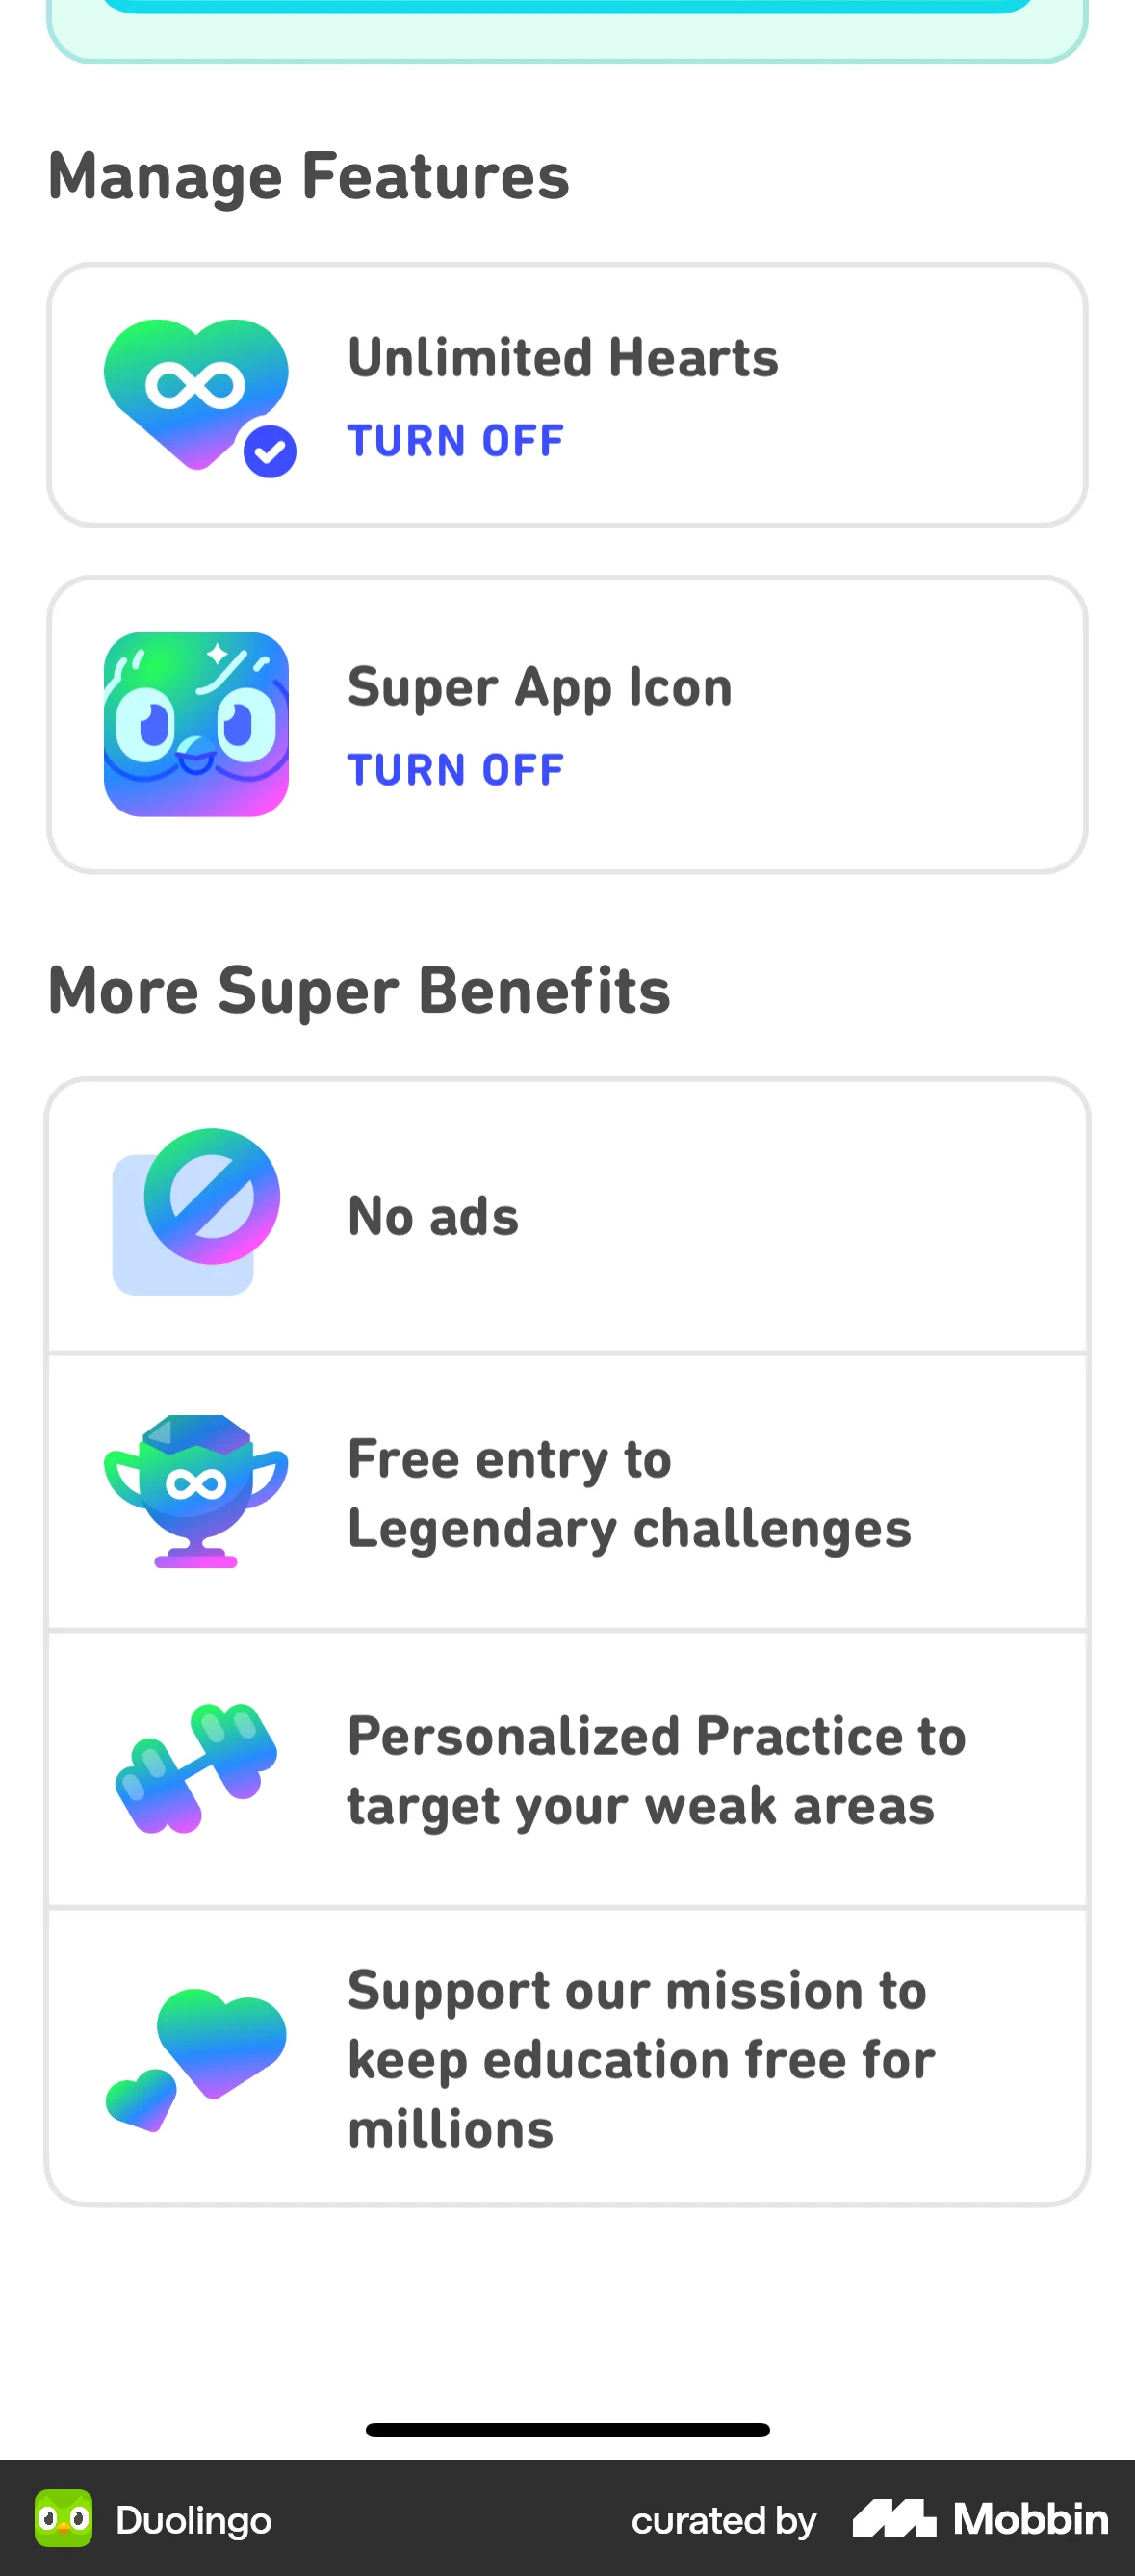 Manage Features
Unlimited Hearts
TURN OFF
Super App Icon
TURN OFF
More Super Benefits
No ads
Free entry to
Legendary challenges
Personalized Practice to
target your weak areas
Support our mission to
keep education free for
millions
Duolingo
curated by
Mobbin